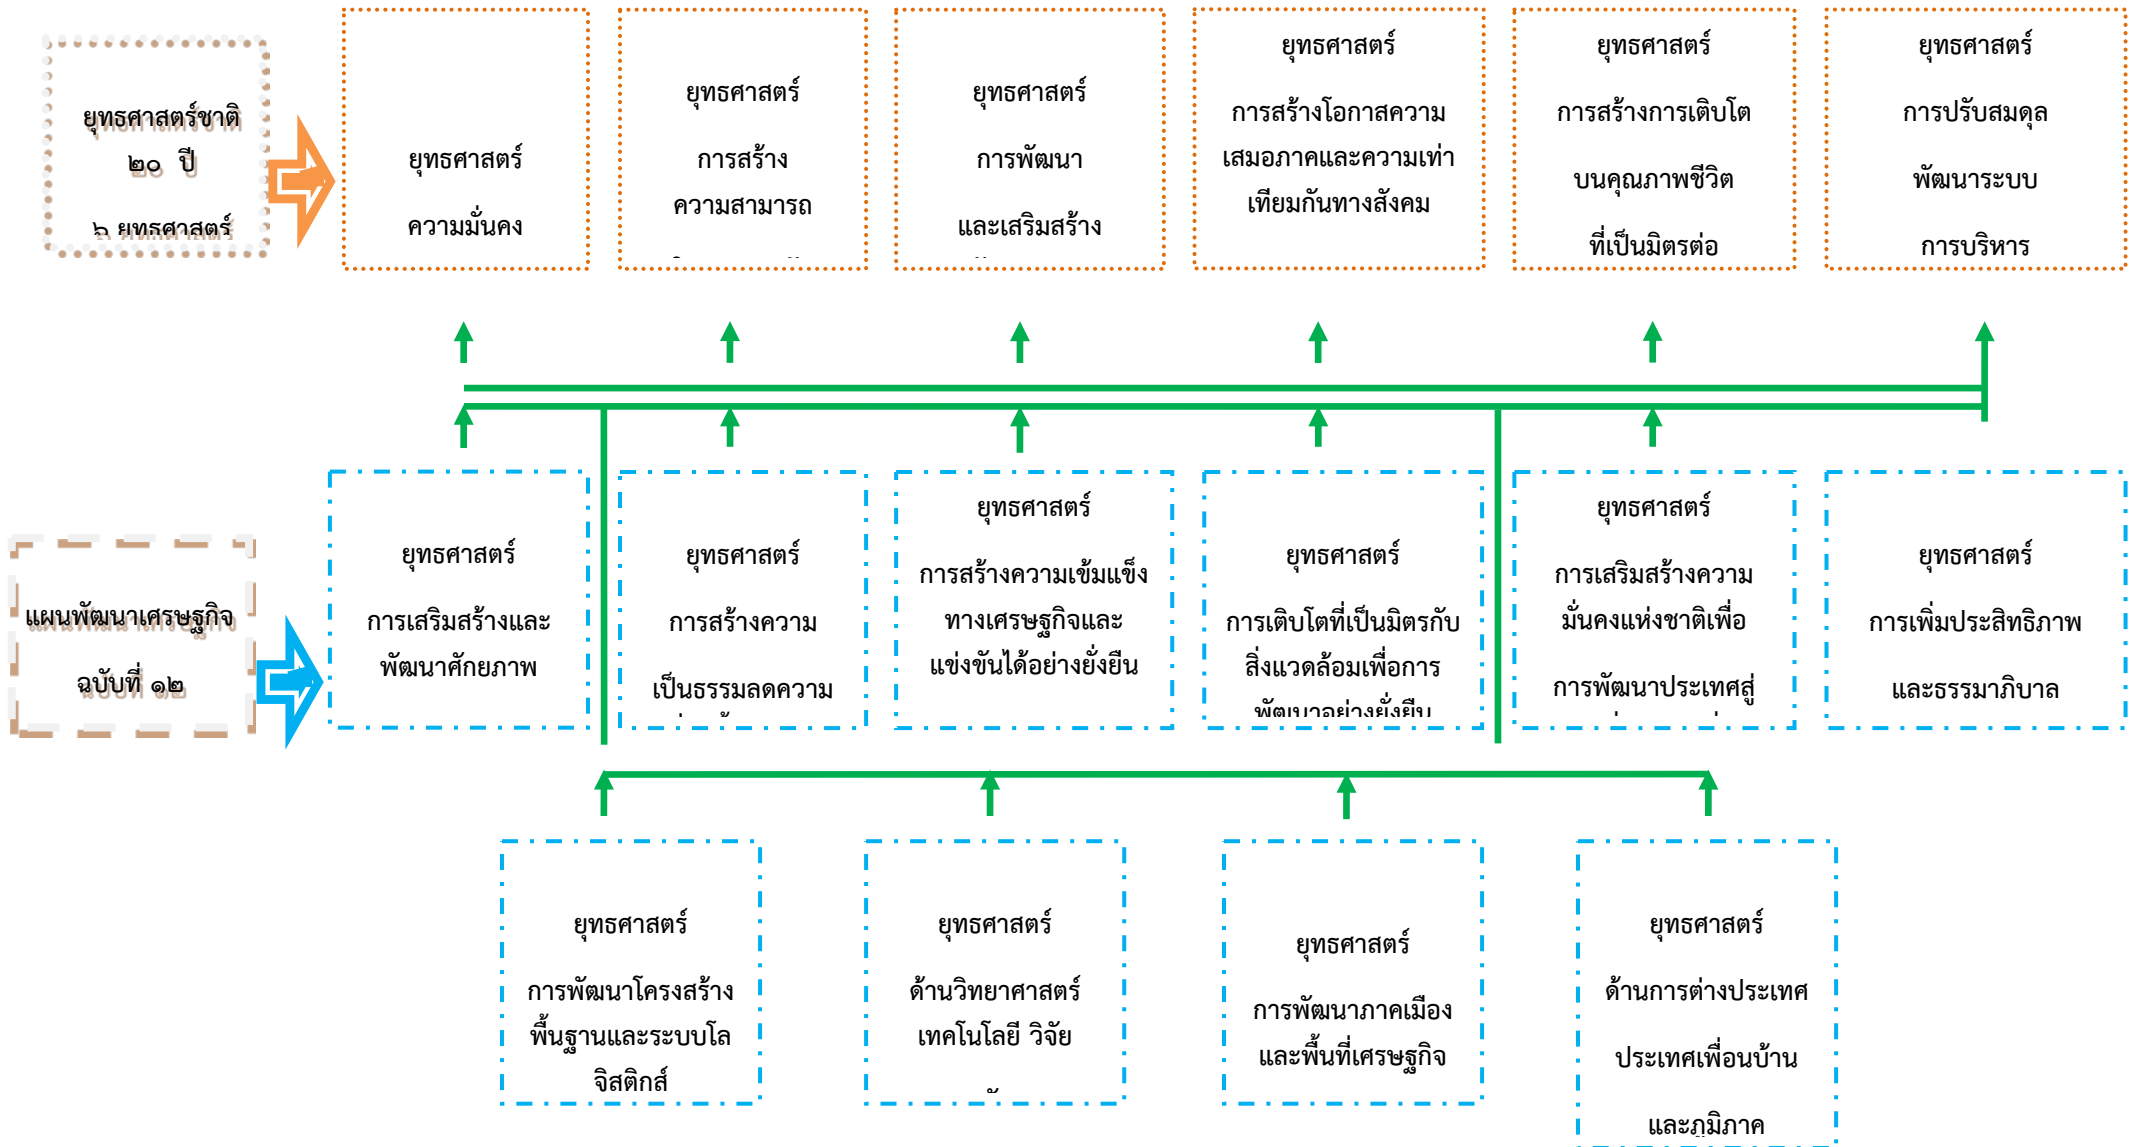 ยุทธศาสตร์ชาติ
๒๐ ปี
๖ ยุทธศาสตร์
ยุทธศาสตร์
ความมั่นคง
ยุทธศาสตร์
การสร้าง
ความสามารถ
ยุทธศาสตร์
การพัฒนา
และเสริมสร้าง
ยุทธศาสตร์
การสร้างโอกาสความ
เสมอภาคและความเท่า
เทียมกันทางสังคม
ยุทธศาสตร์
การสร้างการเติบโต
บนคุณภาพชีวิต
ที่เป็นมิตรต่อ
ยุทธศาสตร์
การปรับสมดุล
พัฒนาระบบ
การบริหาร
แผนพัฒนาเศรษฐกิจ
ฉบับที่ ๑๒
ยุทธศาสตร์
การเสริมสร้างและ
พัฒนาศักยภาพ
ยุทธศาสตร์
การสร้างความ
เป็นธรรมลดความ
ยุทธศาสตร์
การสร้างความเข้มแข็ง
ทางเศรษฐกิจและ
แข่งขันได้อย่างยั่งยืน
ยุทธศาสตร์
การเติบโตที่เป็นมิตรกับ
สิ่งแวดล้อมเพื่อการ
พัฒนาอย่างยั่งยืน
ยุทธศาสตร์
การเสริมสร้างความ
มั่นคงแห่งชาติเพื่อ
การพัฒนาประเทศสู่
ยุทธศาสตร์
การเพิ่มประสิทธิภาพ
และธรรมาภิบาล
ยุทธศาสตร์
การพัฒนาโครงสร้าง
พื้นฐานและระบบโล
จิสติกส์
ยุทธศาสตร์
ด้านวิทยาศาสตร์
เทคโนโลยี วิจัย
ยุทธศาสตร์
การพัฒนาภาคเมือง
และพื้นที่เศรษฐกิจ
ยุทธศาสตร์
ด้านการต่างประเทศ
ประเทศเพื่อนบ้าน
และภูมิภาค